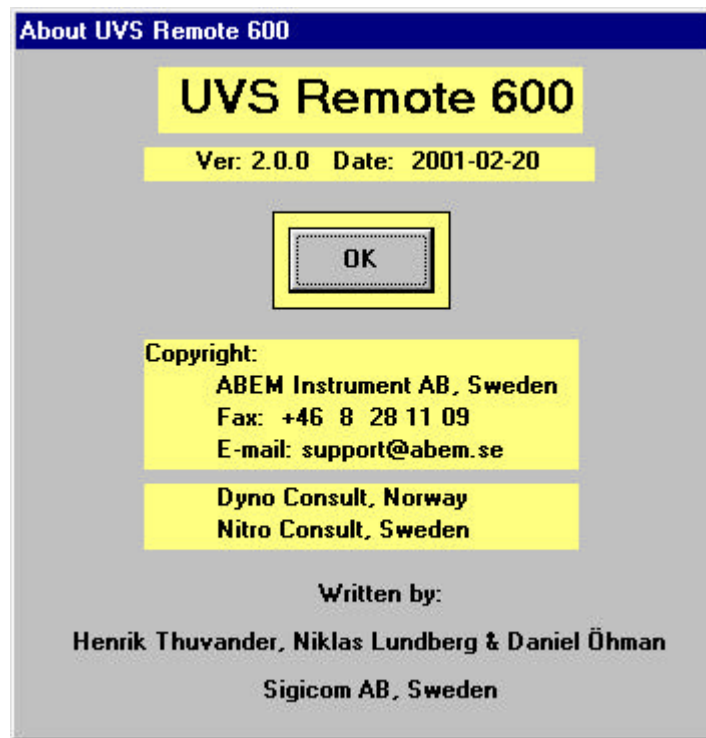 About UVS Remote 600
UVS Remote 600
Ver: 2.0.0 Date: 2001-02-20
OK
Copyright:
ABEM Instrument AB, Sweden
Fax: +46 8 28 11 09
E-mail: support@abem.se
Dyno Consult, Norway
Nitro Consult, Sweden
Written by:
Henrik Thuvander, Niklas Lundberg & Daniel Öhman
Sigicom AB, Sweden